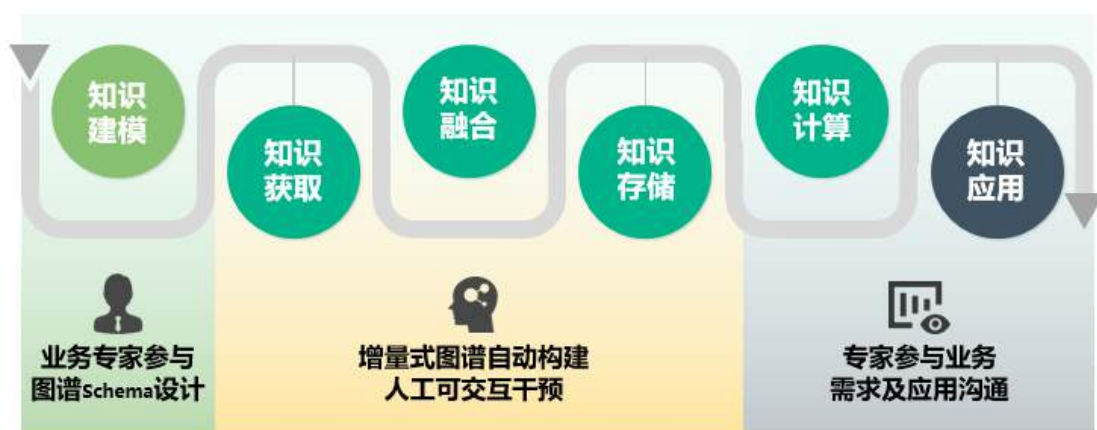 知识
建模
知识
获取
知识
融合
知识
存储
知识
计算
知识
应用
业务专家参与
图谱Schema设计
增量式图谱自动构建
人工可交互干预
专家参与业务
需求及应用沟通